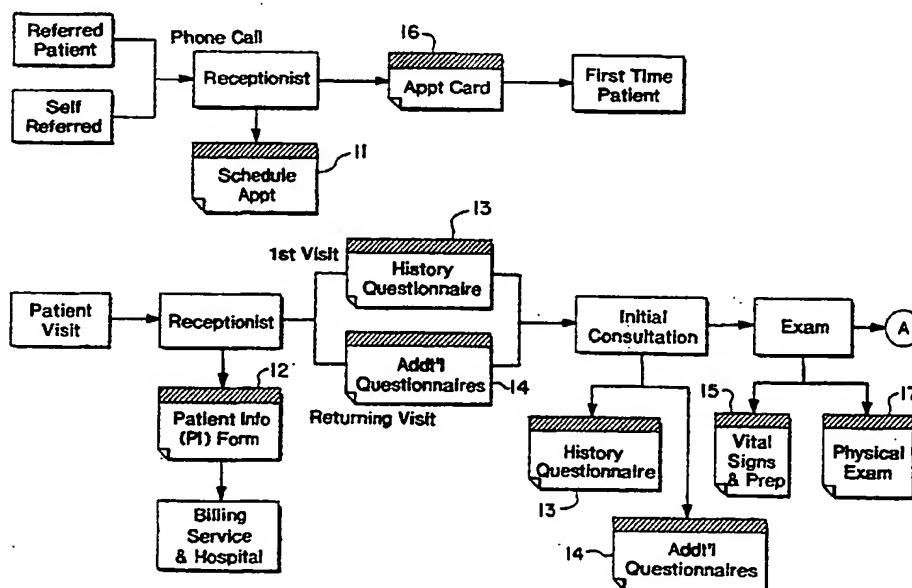 Referred
Patient
Phone Call
Self
Referred
Receptionist
16
Appt Card
First Time
Patient
Schedule
Appt
11
13
1st Visit
History
Questionnaire
Patient
Visit
Receptionist
Addt'l
Questionnaires
14
Returning Visit
Initial
Consultation
Exam
A
12
Patient Info
(PI) Form
Billing
Service
& Hospital
History
Questionnaire
13
15
Vital
Signs
& Prep
17
Physical
Exam
14
Addt'l
Questionnaires